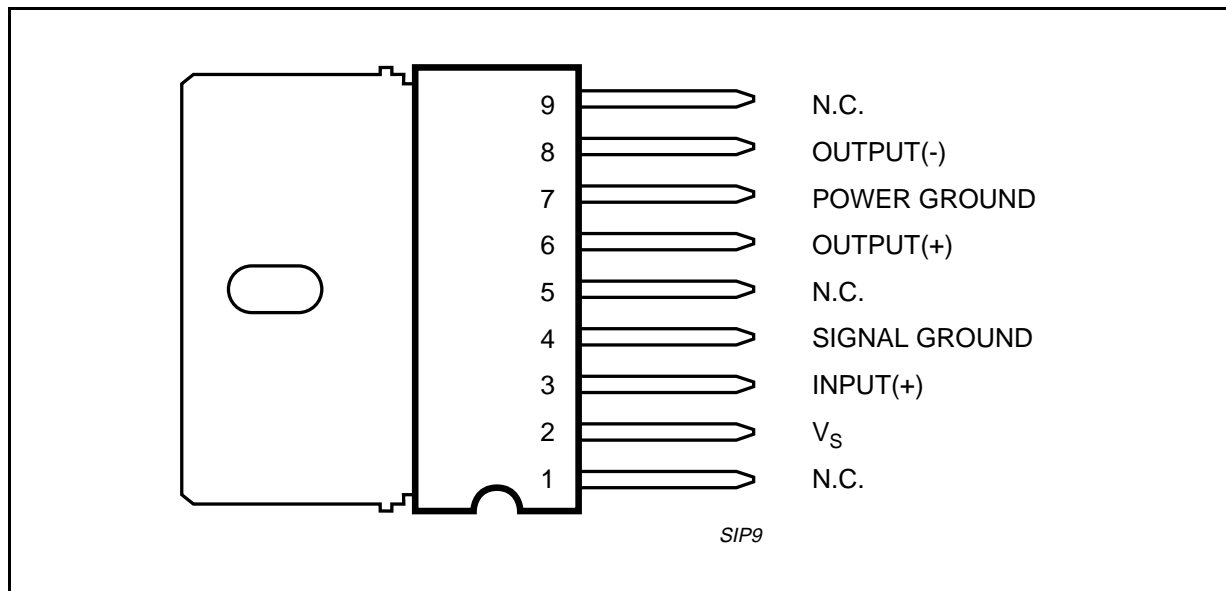 9 N.C.
8 OUTPUT(-)
7 POWER GROUND
6 OUTPUT(+)
5 N.C.
4 SIGNAL GROUND
3 INPUT(+)
2 VS
1 N.C.
SIP9